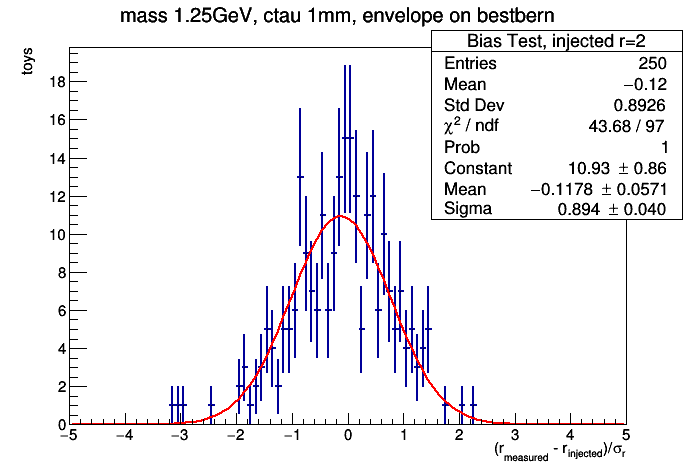 mass 1.25GeV, ctau 1mm, envelope on bestbern
Bias Test, injected r=2
Entries 250
Mean −0.12
Std Dev 0.8926
χ² / ndf 43.68 / 97
Prob 1
Constant 10.93 ± 0.86
Mean −0.1178 ± 0.0571
Sigma 0.894 ± 0.040
toys
18
16
14
12
10
8
6
4
2
0
−5 −4 −3 −2 −1 0 1 2 3 4 5
(r_measured - r_injected)/σ_r